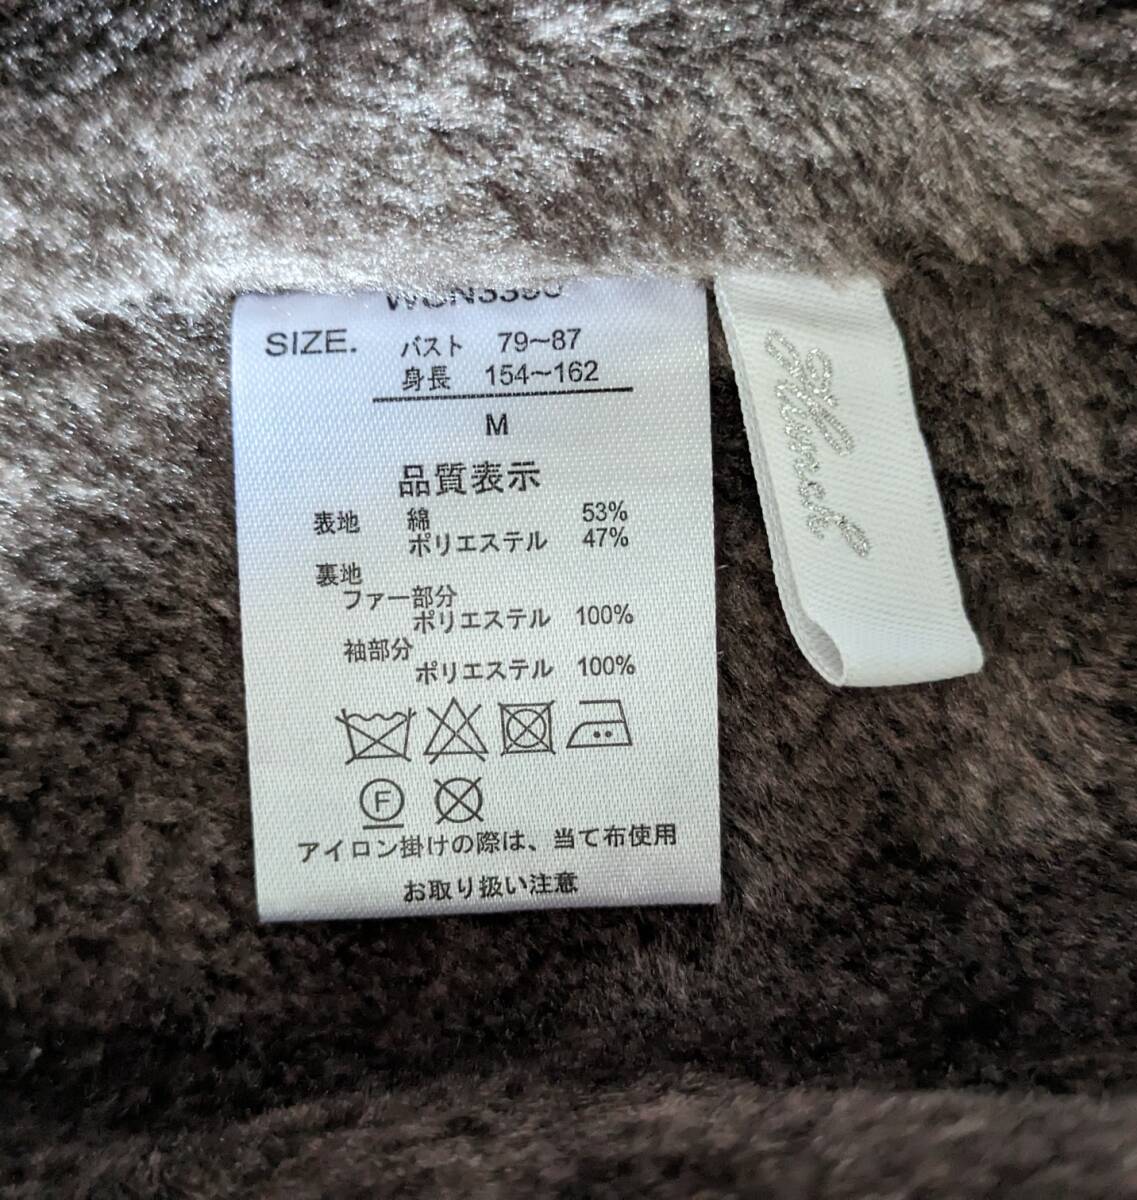 SIZE. バスト 79～87
身長 154～162
M
品質表示
表地 綿 53%
ポリエステル 47%
裏地
ファー部分
ポリエステル 100%
袖部分
ポリエステル 100%
F
アイロン掛けの際は、当て布使用
お取り扱い注意